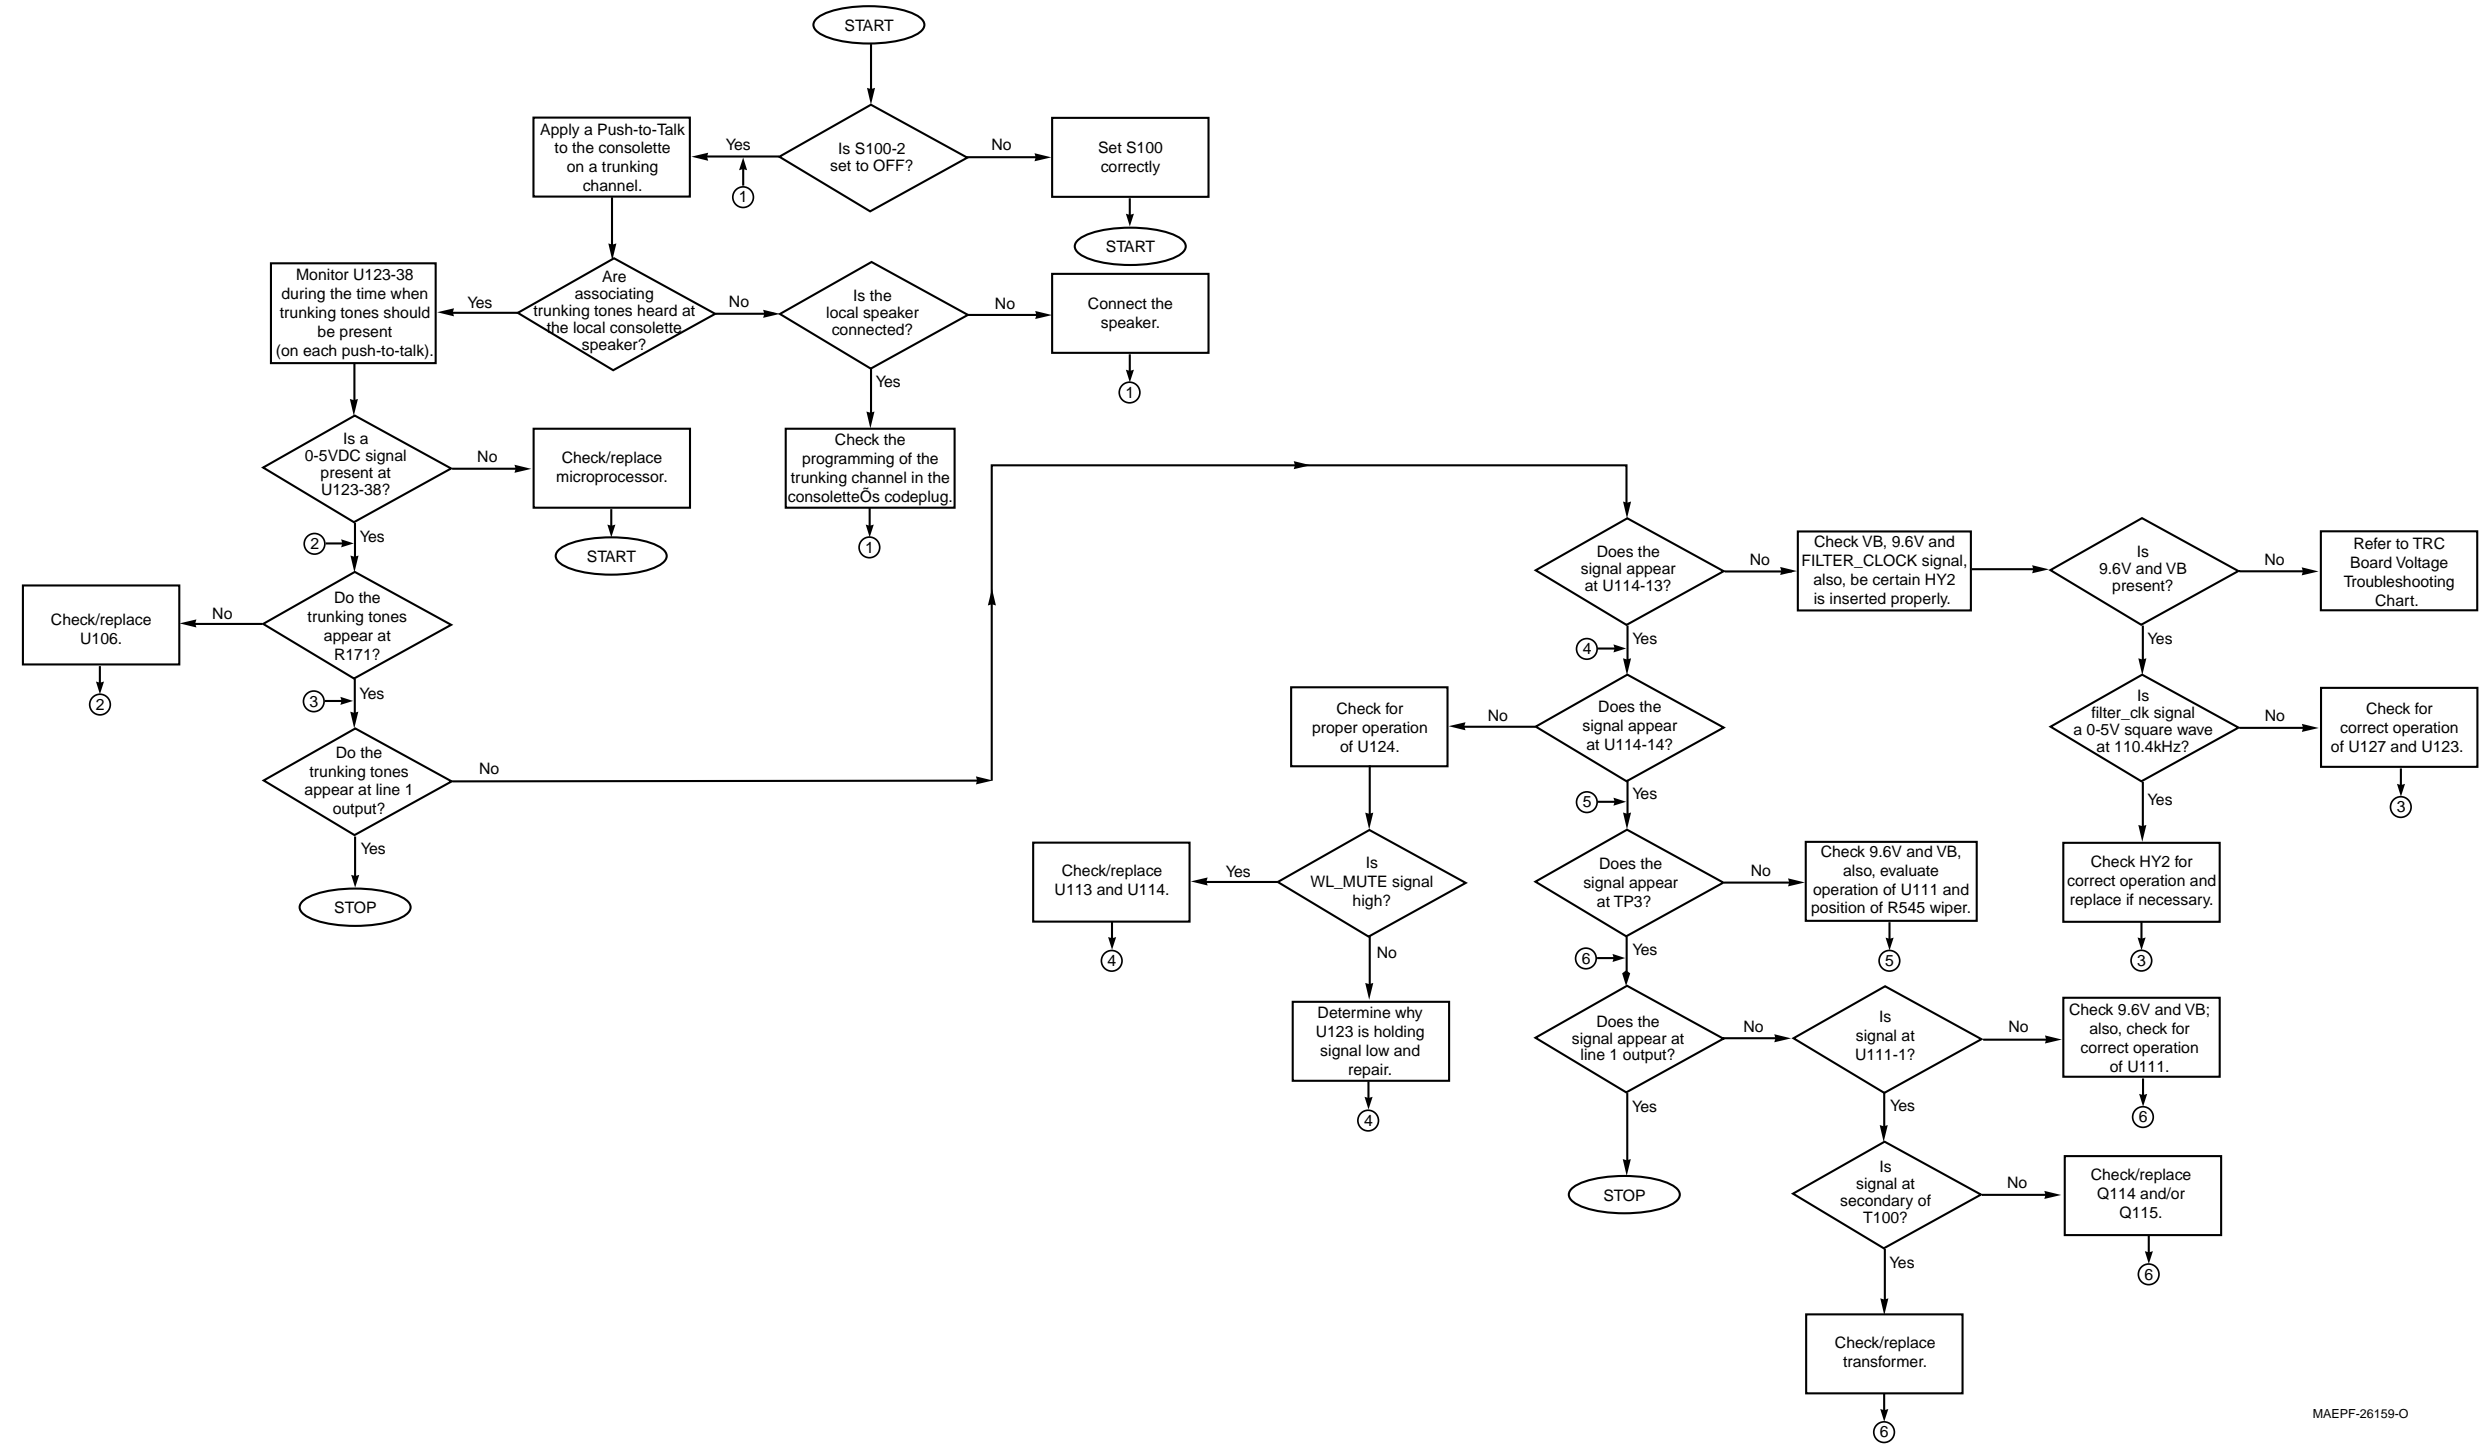 START
Is S100-2
set to OFF?
Yes
No
1
Apply a Push-to-Talk
to the consolette
on a trunking
channel.
Set S100
correctly
START
Are
associating
trunking tones heard at
the local consolette
speaker?
Yes
No
Monitor U123-38
during the time when
trunking tones should
be present
(on each push-to-talk).
Is the
local speaker
connected?
No
Yes
Connect the
speaker.
1
Check the
programming of the
trunking channel in the
consoletteÕs codeplug.
1
Is a
0-5VDC signal
present at
U123-38?
No
Yes
Check/replace
microprocessor.
START
2
Do the
trunking tones
appear at
R171?
No
Yes
Check/replace
U106.
2
3
Do the
trunking tones
appear at line 1
output?
No
Yes
STOP
Does the
signal appear
at U114-13?
No
Yes
Check VB, 9.6V and
FILTER_CLOCK signal,
also, be certain HY2
is inserted properly.
Is
9.6V and VB
present?
No
Yes
Refer to TRC
Board Voltage
Troubleshooting
Chart.
Is
filter_clk signal
a 0-5V square wave
at 110.4kHz?
No
Yes
Check for
correct operation
of U127 and U123.
3
Check HY2 for
correct operation and
replace if necessary.
3
4
Does the
signal appear
at U114-14?
No
Yes
Check for
proper operation
of U124.
Is
WL_MUTE signal
high?
Yes
No
Check/replace
U113 and U114.
4
Determine why
U123 is holding
signal low and
repair.
4
5
Does the
signal appear
at TP3?
No
Yes
Check 9.6V and VB,
also, evaluate
operation of U111 and
position of R545 wiper.
5
6
Does the
signal appear at
line 1 output?
No
Yes
STOP
Is
signal at
U111-1?
No
Yes
Check 9.6V and VB;
also, check for
correct operation
of U111.
6
Is
signal at
secondary of
T100?
No
Yes
Check/replace
Q114 and/or
Q115.
6
Check/replace
transformer.
6
MAEPF-26159-O